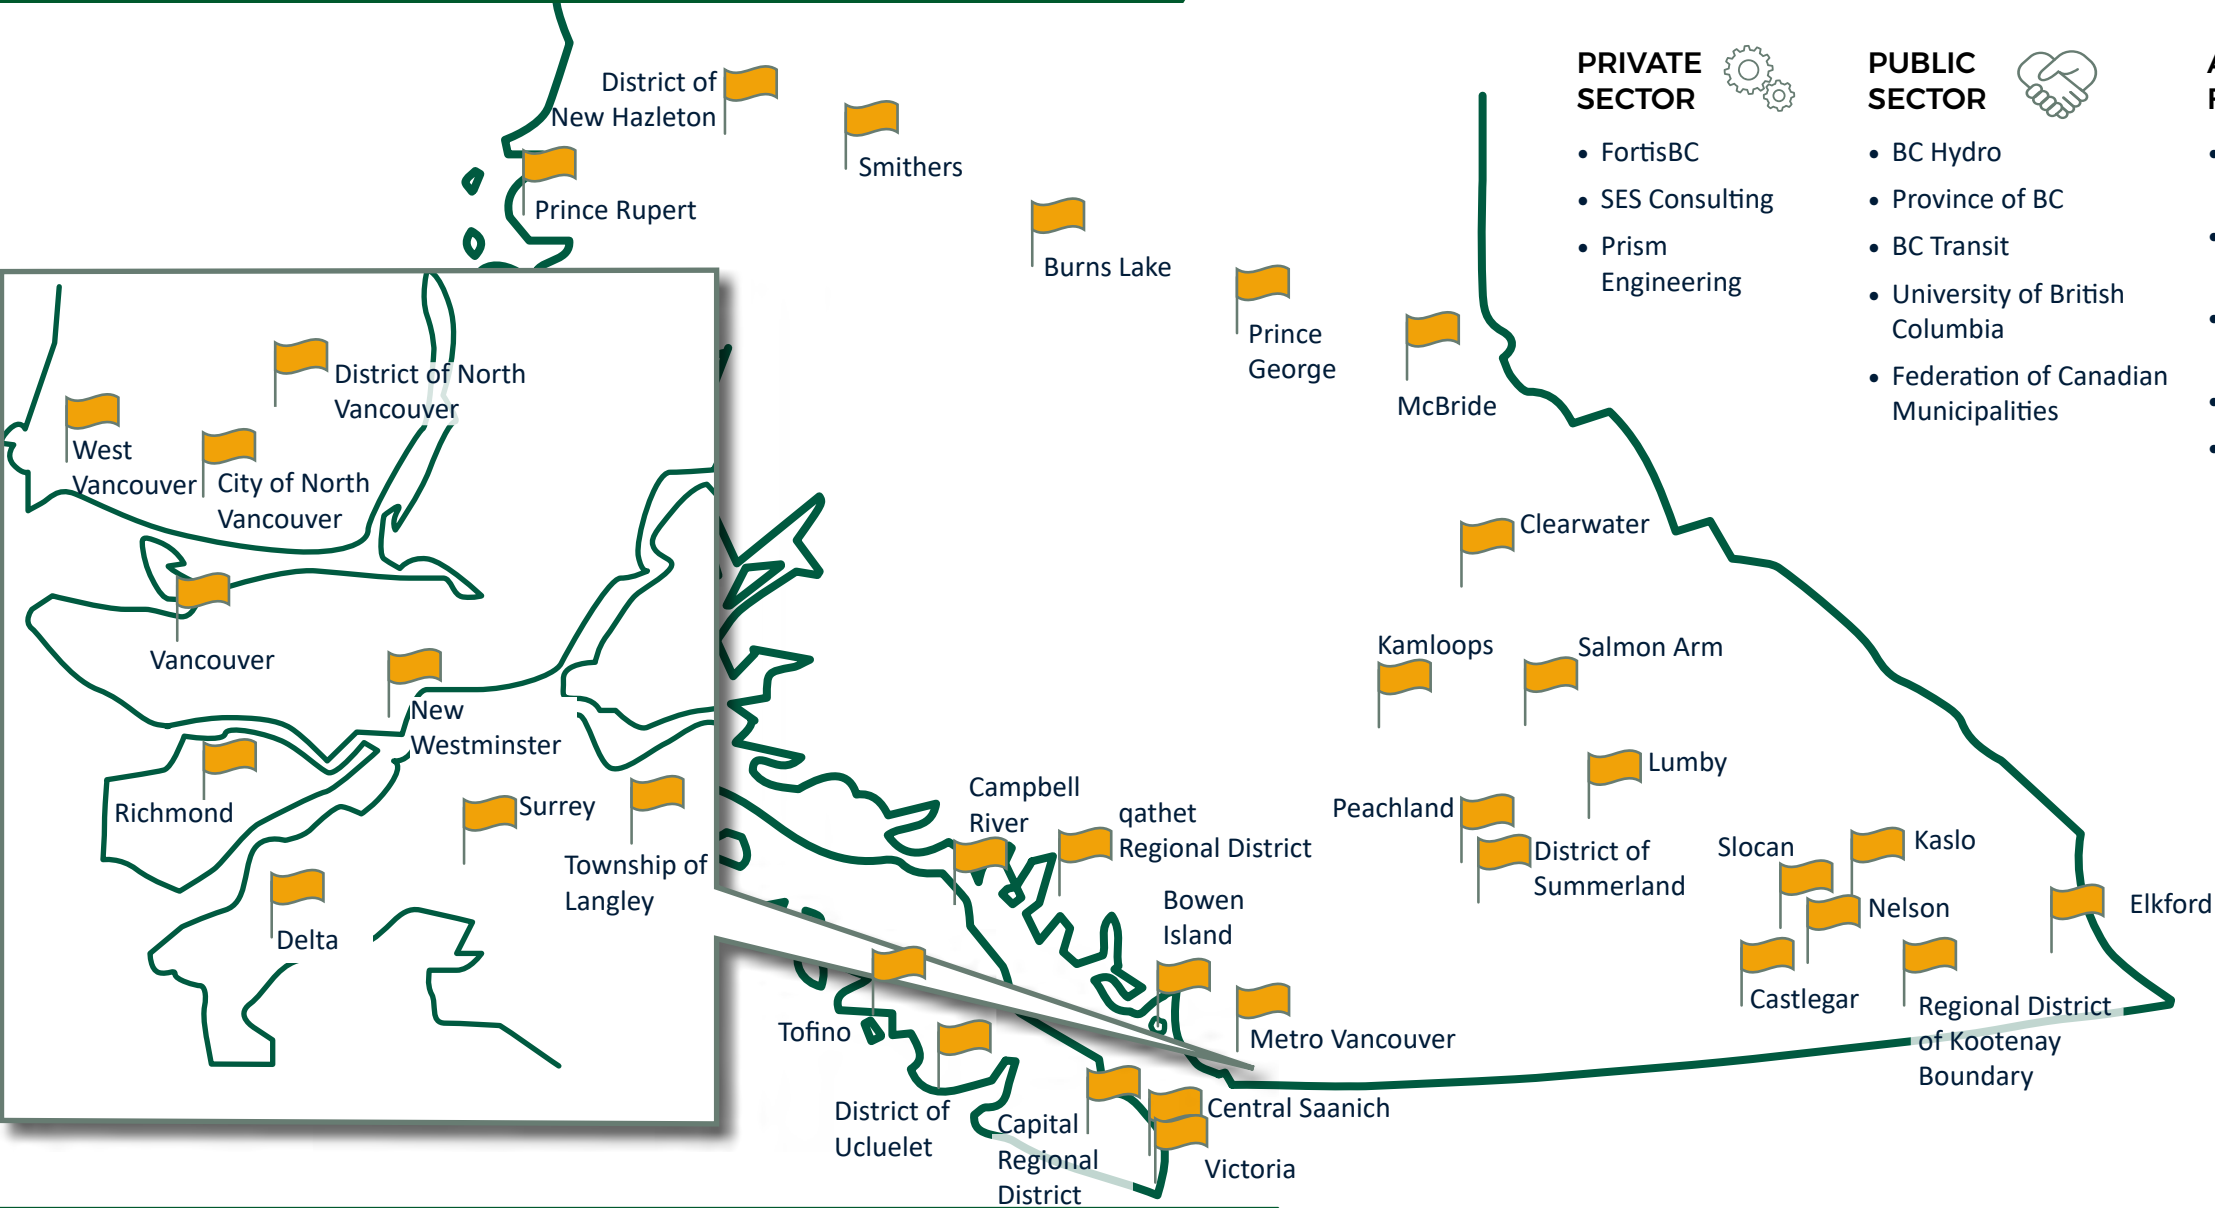 District of
New Hazleton
Smithers
Prince Rupert
Burns Lake
Prince
George
McBride
District of North
Vancouver
West
Vancouver
City of North
Vancouver
Vancouver
New
Westminster
Richmond
Surrey
Township of
Langley
Delta
Clearwater
Kamloops
Salmon Arm
Lumby
Peachland
District of
Summerland
Slocan
Kaslo
Nelson
Elkford
Castlegar
Regional District
of Kootenay
Boundary
Campbell
River
qathet
Regional District
Bowen
Island
Metro Vancouver
Tofino
District of
Ucluelet
Capital
Regional
District
Central Saanich
Victoria
PRIVATE
SECTOR
• FortisBC
• SES Consulting
• Prism
Engineering
PUBLIC
SECTOR
• BC Hydro
• Province of BC
• BC Transit
• University of British
Columbia
• Federation of Canadian
Municipalities